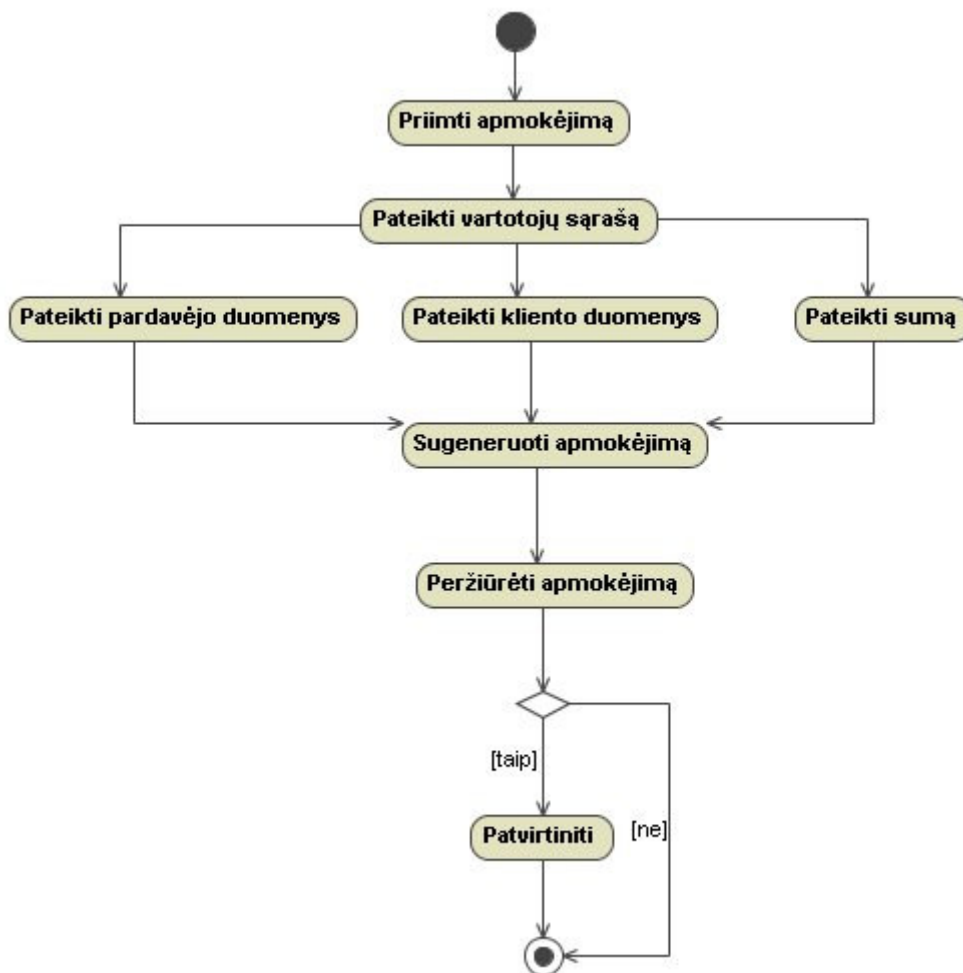 Priimti apmokėjimą
Pateikti vartotojų sąrašą
Pateikti pardavėjo duomenys
Pateikti kliento duomenys
Pateikti sumą
Sugeneruoti apmokėjimą
Peržiūrėti apmokėjimą
[taip]
[ne]
Patvirtiniti